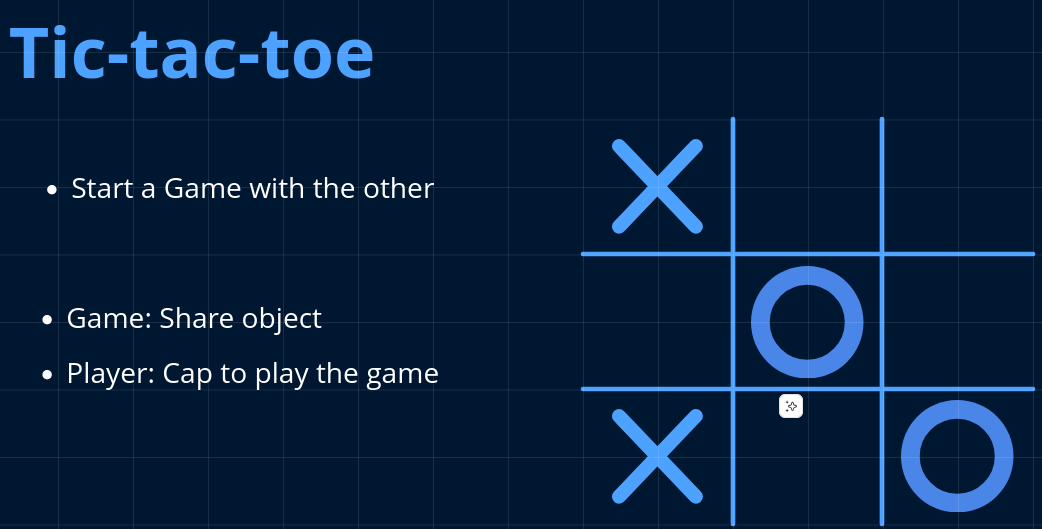 Tic-tac-toe
Start a Game with the other
Game: Share object
Player: Cap to play the game